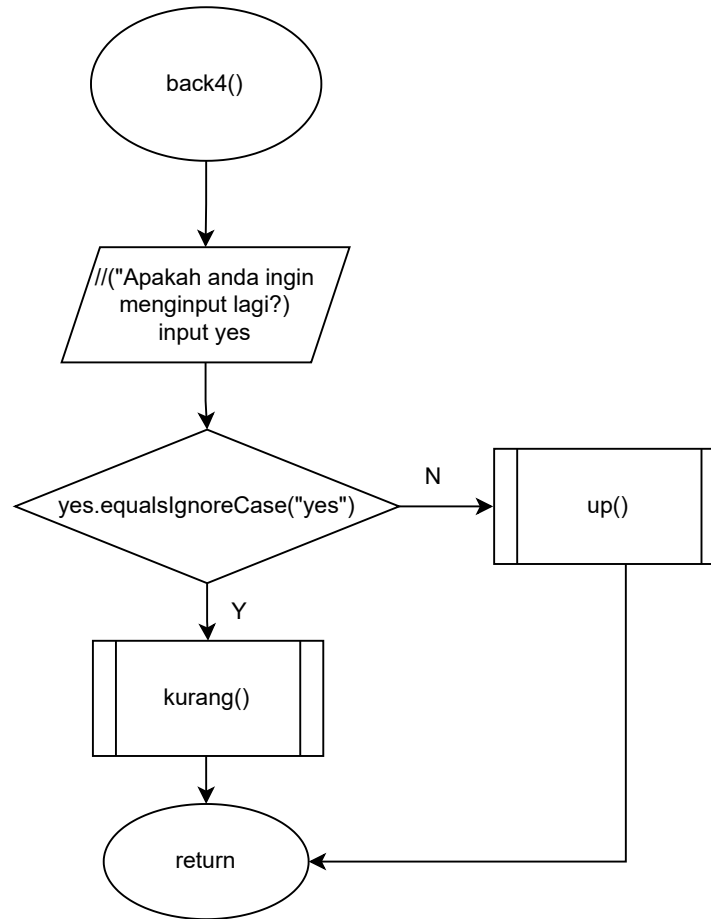 back4()
//("Apakah anda ingin
menginput lagi?)
input yes
yes.equalsIgnoreCase("yes")
N
up()
Y
kurang()
return